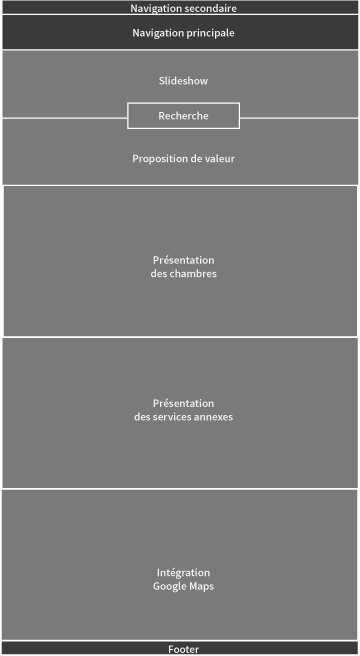 Navigation secondaire
Navigation principale
Slideshow
Recherche
Proposition de valeur
Présentation
des chambres
Présentation
des services annexes
Intégration
Google Maps
Footer